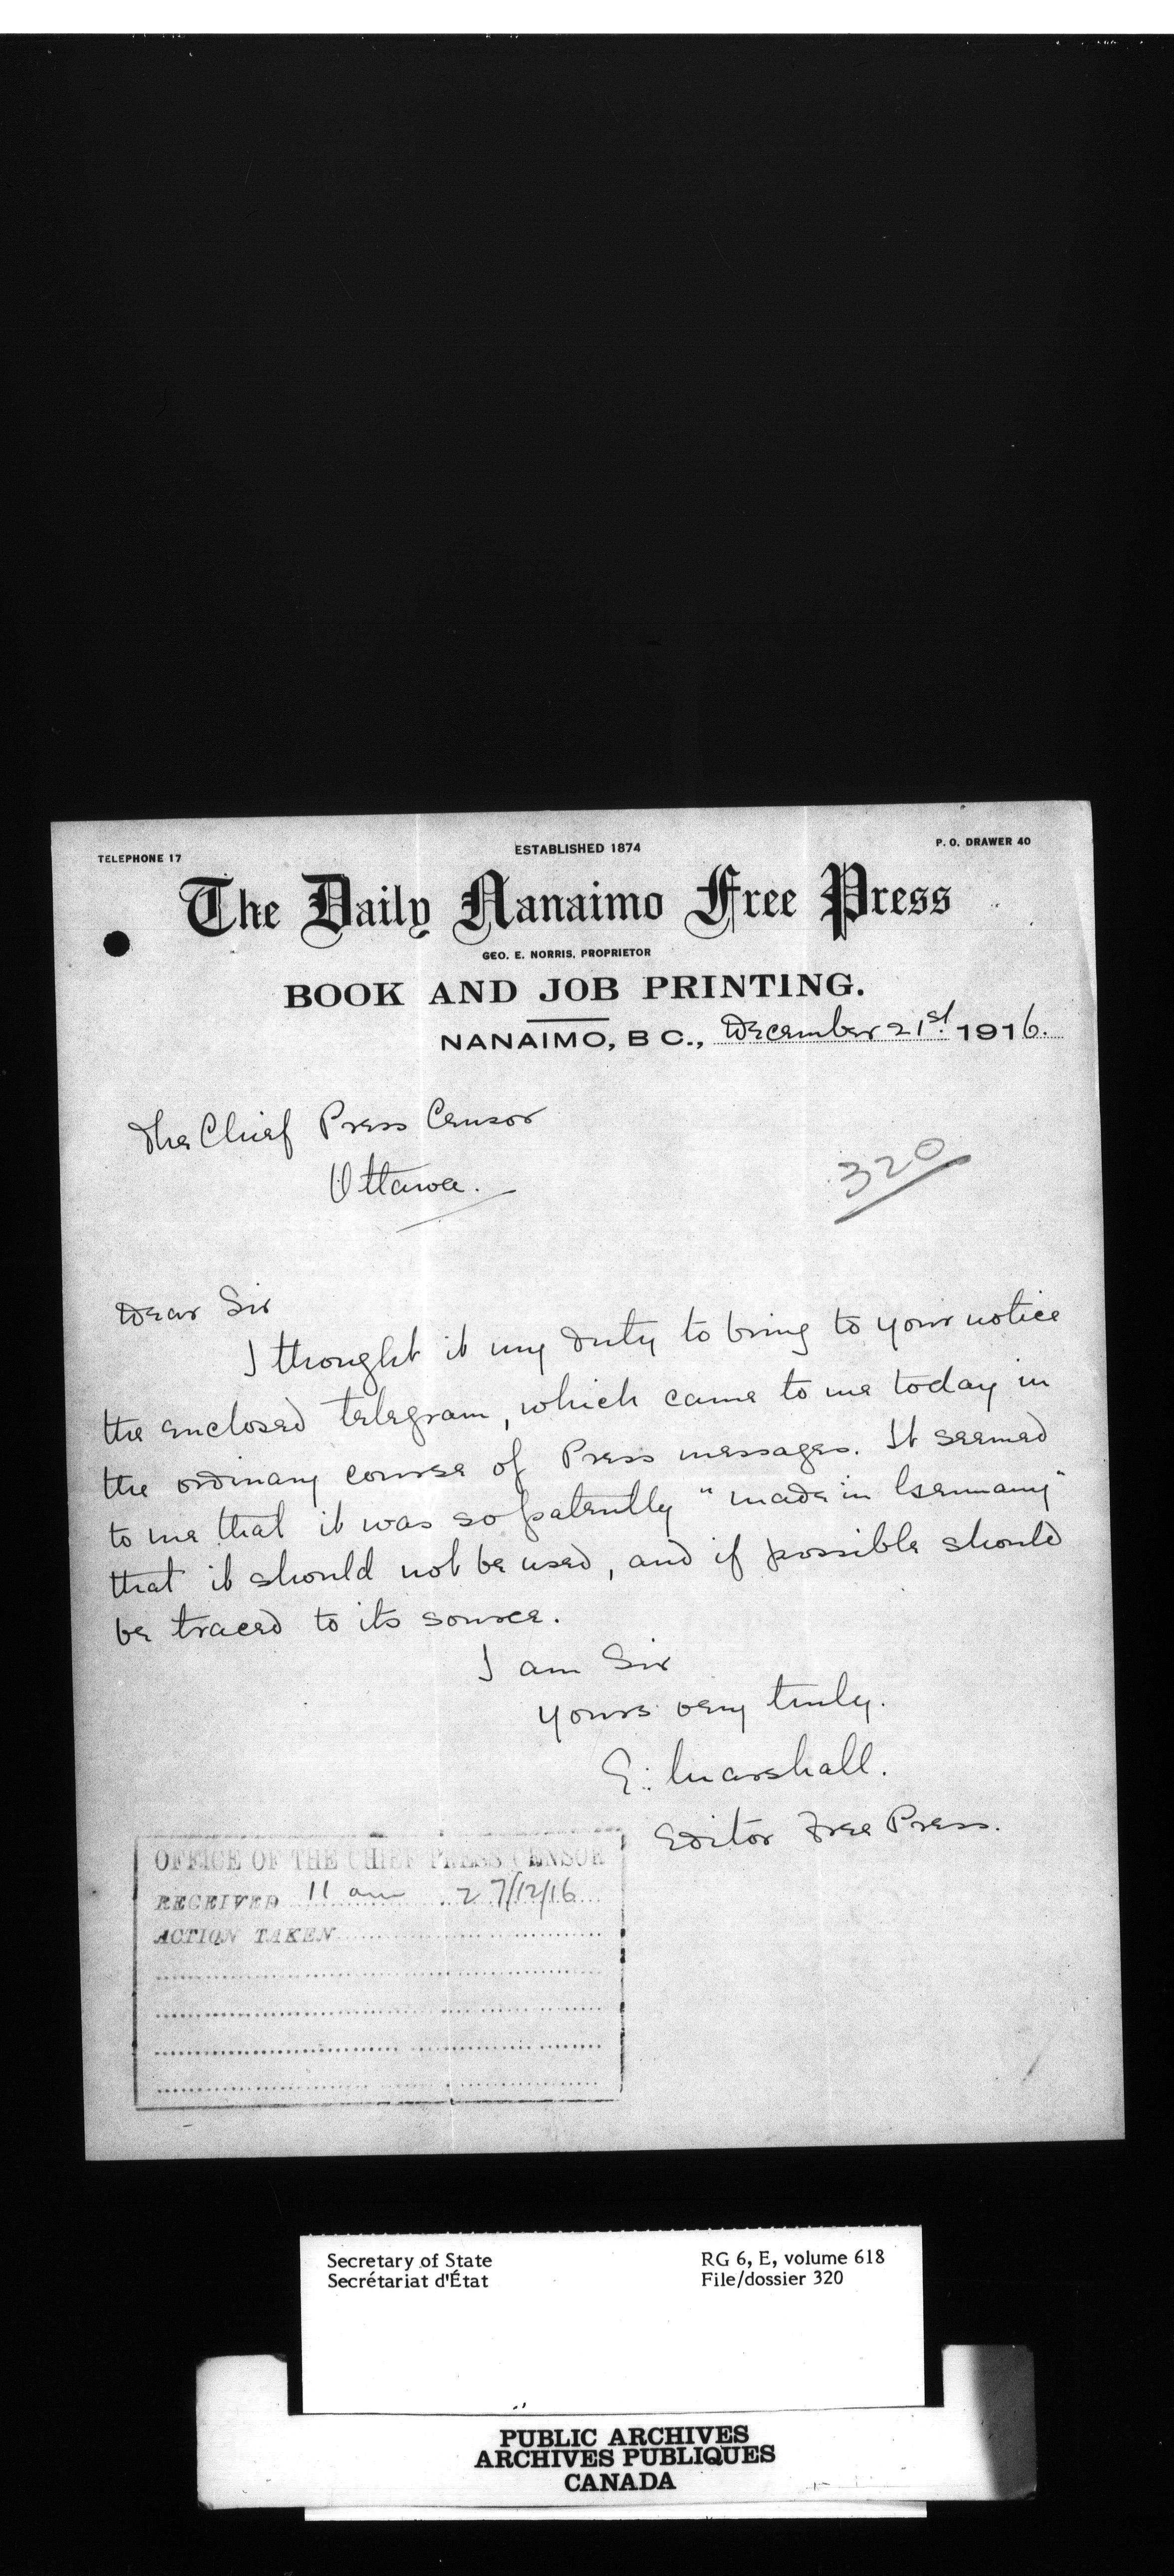 TELEPHONE 17
ESTABLISHED 1874
P. O. DRAWER 40
The Daily Nanaimo Free Press
GEO. E. NORRIS, PROPRIETOR
BOOK AND JOB PRINTING.
NANAIMO, B C., December 21st. 1916.
The Chief Press Censor
Ottawa.
320
Dear Sir
I thought it my duty to bring to your notice
the enclosed telegram, which came to me today in
the ordinary course of Press messages. It seemed
to me that it was so patently "made in Germany"
that it should not be used, and if possible should
be traced to its source.
I am Sir
yours very truly.
E. Marshall.
Editor Free Press.
OFFICE OF THE CHIEF PRESS CENSOR
RECEIVED 11 am 27/12/16
ACTION TAKEN
Secretary of State
Secrétariat d'État
RG 6, E, volume 618
File/dossier 320
PUBLIC ARCHIVES
ARCHIVES PUBLIQUES
CANADA